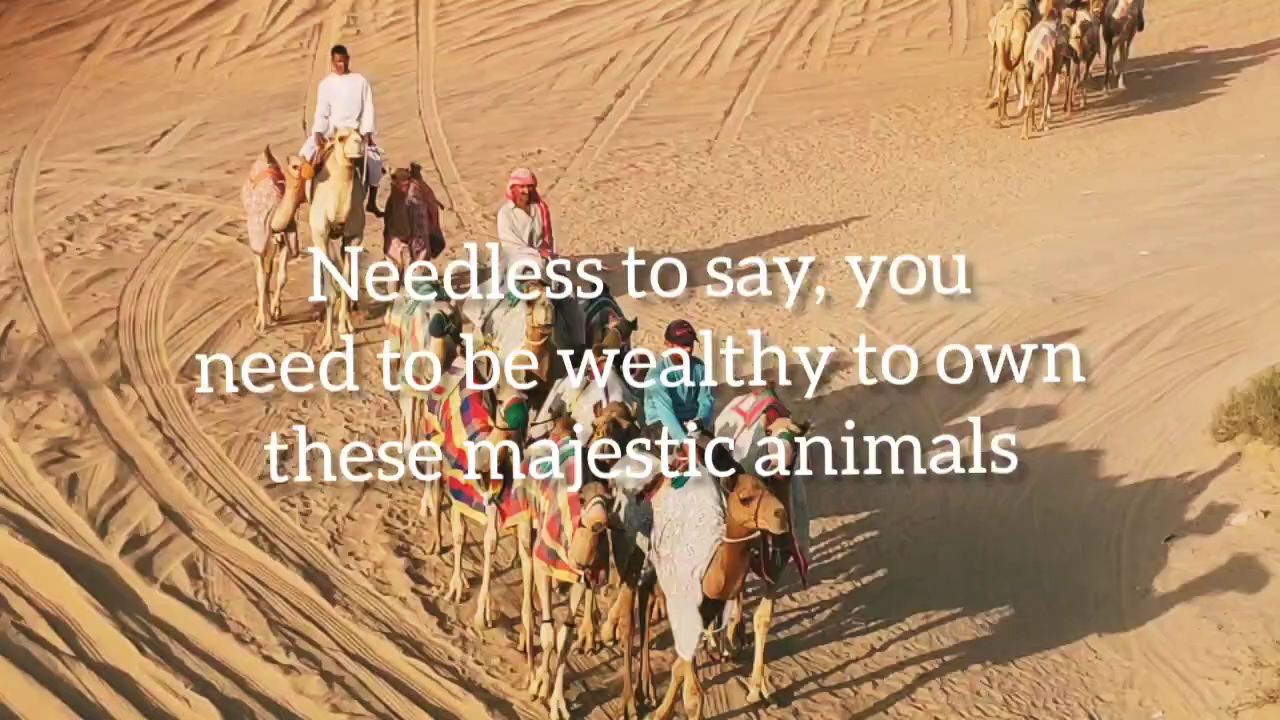 Needless to say, you
need to be wealthy to own
these majestic animals